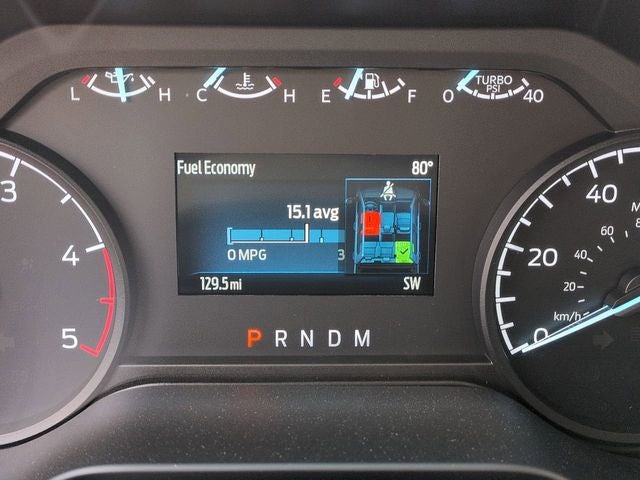 L H C H E F 0 TURBO PSI 40
Fuel Economy 80°
15.1 avg
0 MPG 3
129.5 mi SW
P R N D M
3
4
5
40
20
0
60
40
20
km/h